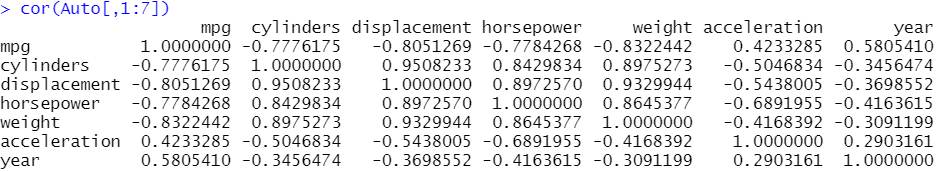 > cor(Auto[,1:7])
mpg cylinders displacement horsepower weight acceleration year
mpg 1.0000000 -0.7776175 -0.8051269 -0.7784268 -0.8322442 0.4233285 0.5805410
cylinders -0.7776175 1.0000000 0.9508233 0.8429834 0.8975273 -0.5046834 -0.3456474
displacement -0.8051269 0.9508233 1.0000000 0.8972570 0.9329944 -0.5438005 -0.3698552
horsepower -0.7784268 0.8429834 0.8972570 1.0000000 0.8645377 -0.6891955 -0.4163615
weight -0.8322442 0.8975273 0.9329944 0.8645377 1.0000000 -0.4168392 -0.3091199
acceleration 0.4233285 -0.5046834 -0.5438005 -0.6891955 -0.4168392 1.0000000 0.2903161
year 0.5805410 -0.3456474 -0.3698552 -0.4163615 -0.3091199 0.2903161 1.0000000